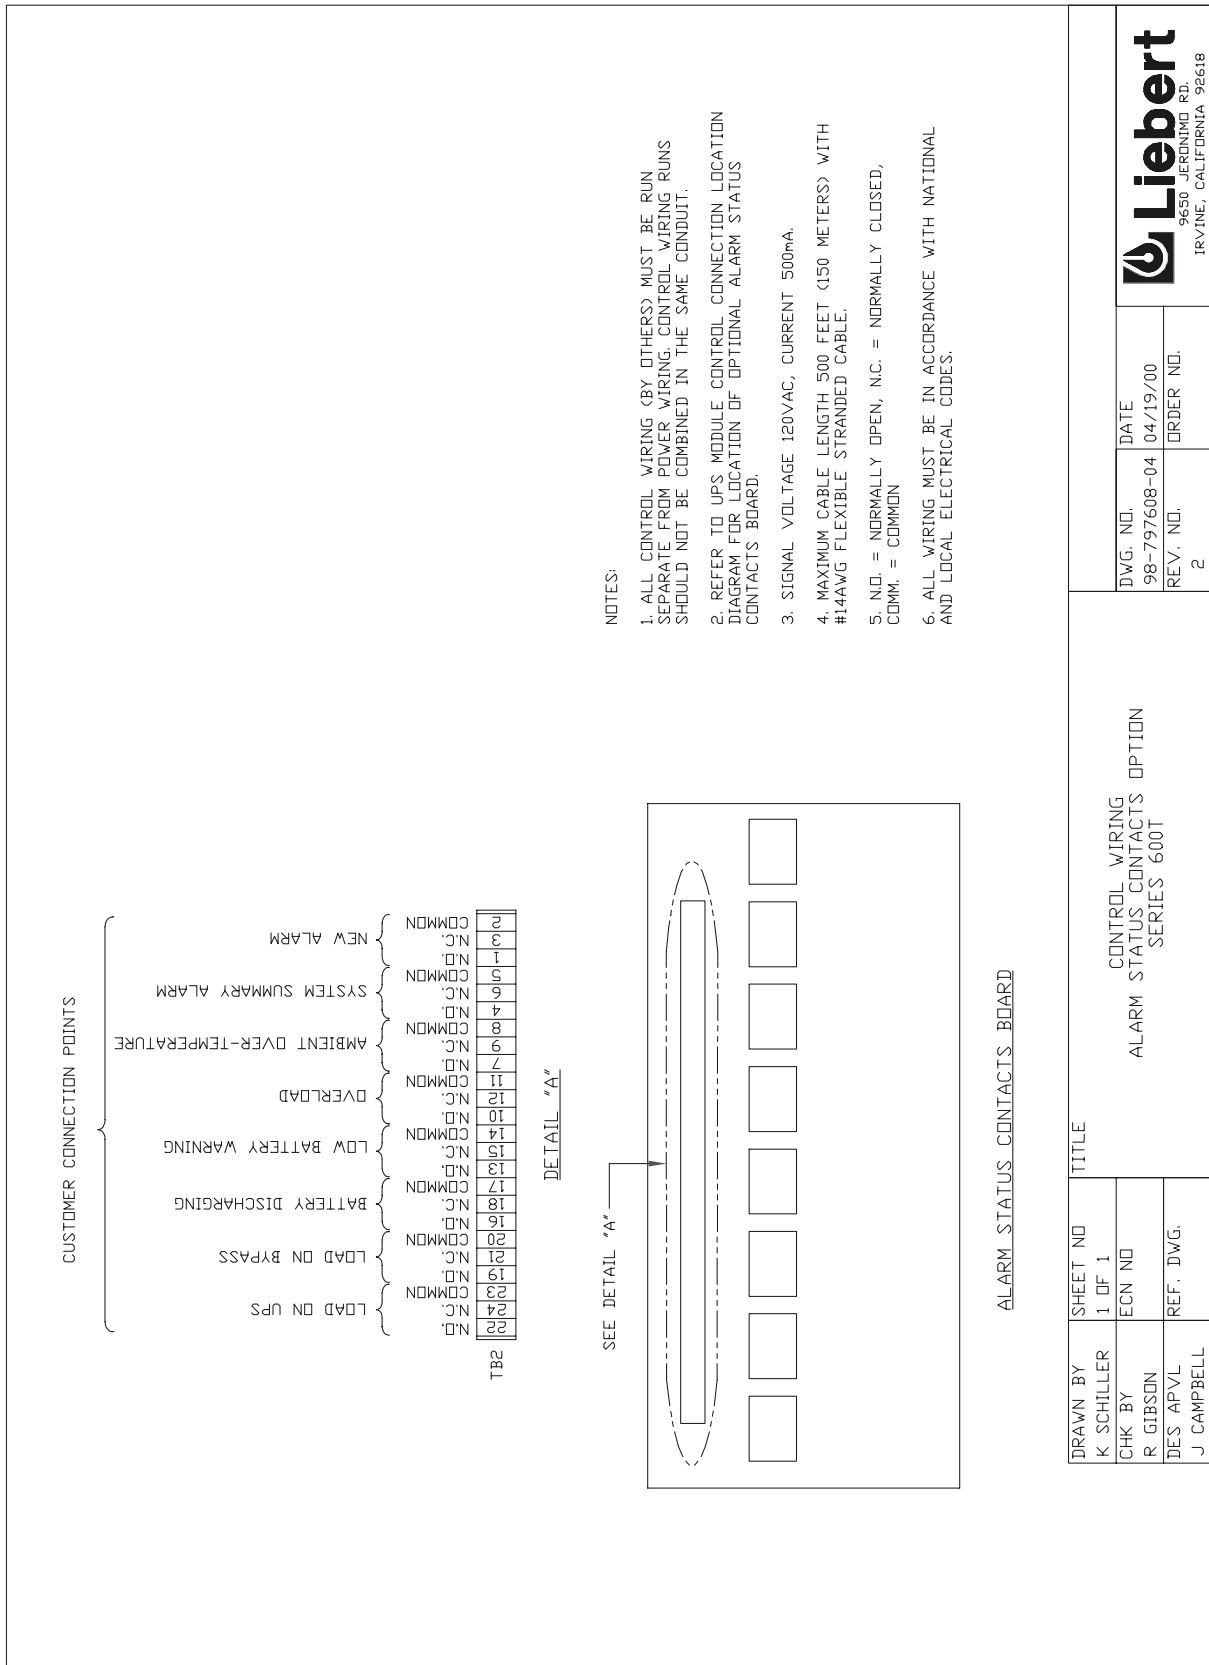 CUSTOMER CONNECTION POINTS
LOAD ON UPS
LOAD ON BYPASS
BATTERY DISCHARGING
LOW BATTERY WARNING
OVERLOAD
AMBIENT OVER-TEMPERATURE
SYSTEM SUMMARY ALARM
NEW ALARM
N.O. N.C. COMMON N.O. N.C. COMMON N.O. N.C. COMMON N.O. N.C. COMMON N.O. N.C. COMMON N.O. N.C. COMMON N.O. N.C. COMMON N.O. N.C. COMMON
TB2 22 24 23 19 21 20 16 18 17 13 15 14 10 12 11 7 9 8 4 6 5 1 3 2
DETAIL "A"
SEE DETAIL "A"
ALARM STATUS CONTACTS BOARD
NOTES:
1. ALL CONTROL WIRING (BY OTHERS) MUST BE RUN
SEPARATE FROM POWER WIRING. CONTROL WIRING RUNS
SHOULD NOT BE COMBINED IN THE SAME CONDUIT.
2. REFER TO UPS MODULE CONTROL CONNECTION LOCATION
DIAGRAM FOR LOCATION OF OPTIONAL ALARM STATUS
CONTACTS BOARD.
3. SIGNAL VOLTAGE 120VAC, CURRENT 500mA.
4. MAXIMUM CABLE LENGTH 500 FEET (150 METERS) WITH
#14AWG FLEXIBLE STRANDED CABLE.
5. N.O. = NORMALLY OPEN, N.C. = NORMALLY CLOSED,
COMM. = COMMON
6. ALL WIRING MUST BE IN ACCORDANCE WITH NATIONAL
AND LOCAL ELECTRICAL CODES.
DRAWN BY
K SCHILLER
CHK BY
R GIBSON
DES APVL
J CAMPBELL
SHEET NO
1 OF 1
ECN NO
REF. DWG.
TITLE
CONTROL WIRING
ALARM STATUS CONTACTS OPTION
SERIES 600T
DWG. NO.
98-797608-04
REV. NO.
2
DATE
04/19/00
ORDER NO.
Liebert
9650 JERONIMO RD.
IRVINE, CALIFORNIA 92618